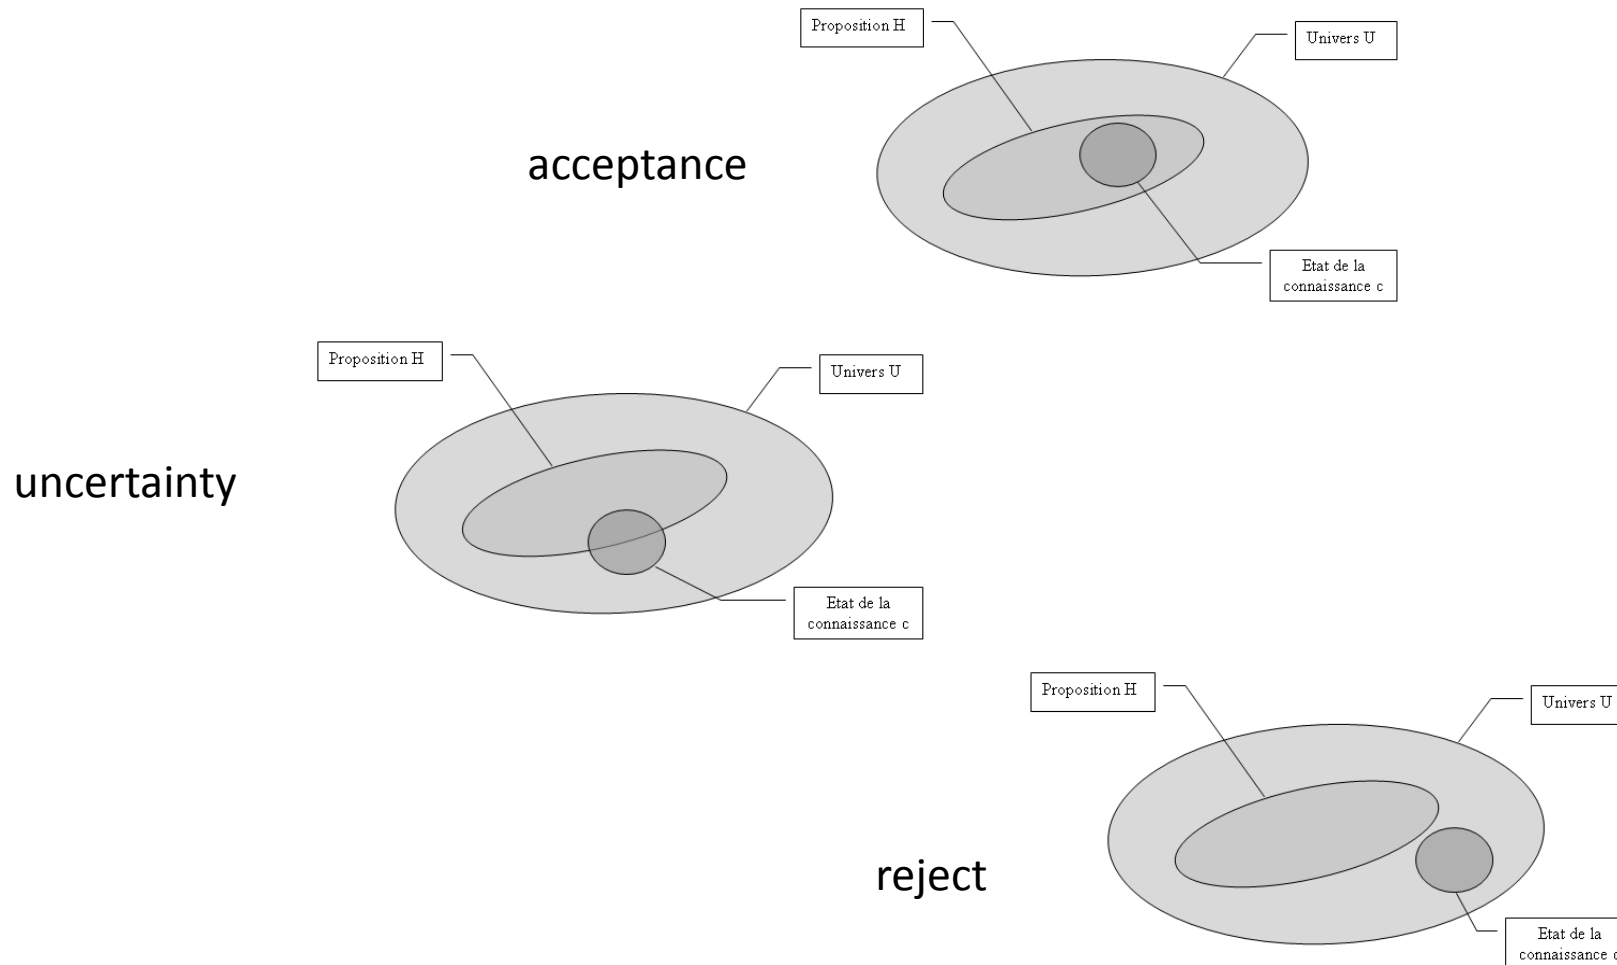 Proposition H
Univers U
acceptance
Etat de la
connaissance c
Proposition H
Univers U
uncertainty
Etat de la
connaissance c
Proposition H
Univers U
reject
Etat de la
connaissance c